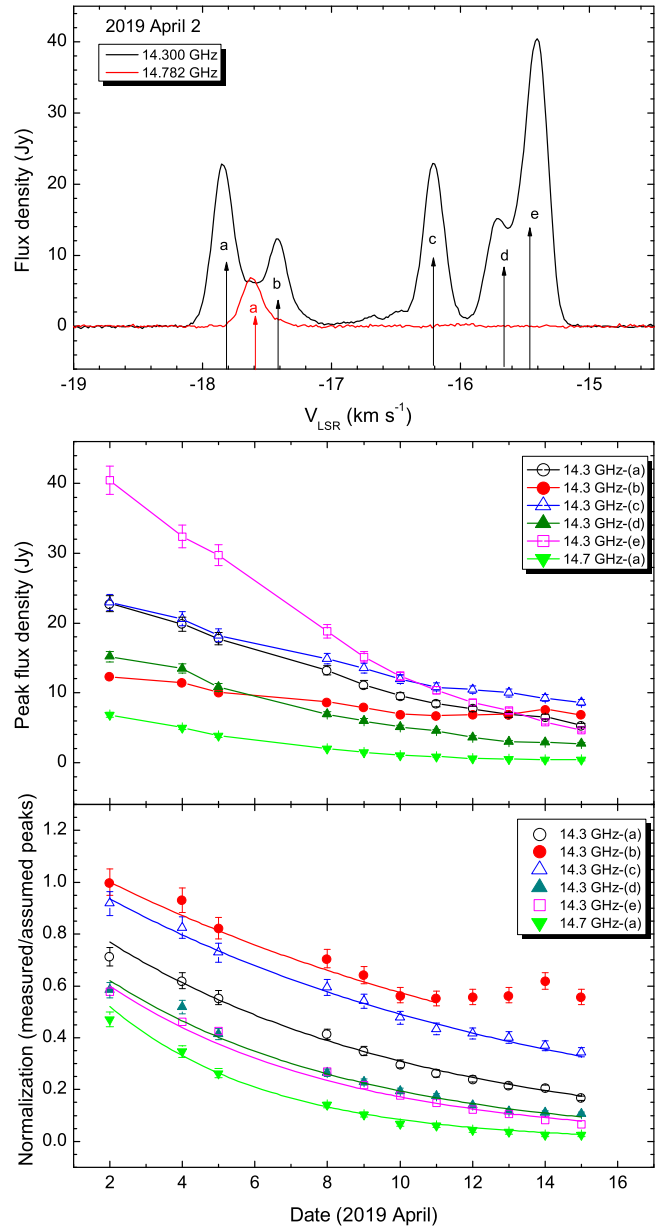 2019 April 2
14.300 GHz
14.782 GHz
40
30
20
10
0
Flux density (Jy)
a
a
b
c
d
e
-19 -18 -17 -16 -15
V_LSR (km s⁻¹)
40
30
20
10
0
Peak flux density (Jy)
14.3 GHz-(a)
14.3 GHz-(b)
14.3 GHz-(c)
14.3 GHz-(d)
14.3 GHz-(e)
14.7 GHz-(a)
1.2
1.0
0.8
0.6
0.4
0.2
0.0
Normalization (measured/assumed peaks)
14.3 GHz-(a)
14.3 GHz-(b)
14.3 GHz-(c)
14.3 GHz-(d)
14.3 GHz-(e)
14.7 GHz-(a)
2 4 6 8 10 12 14 16
Date (2019 April)